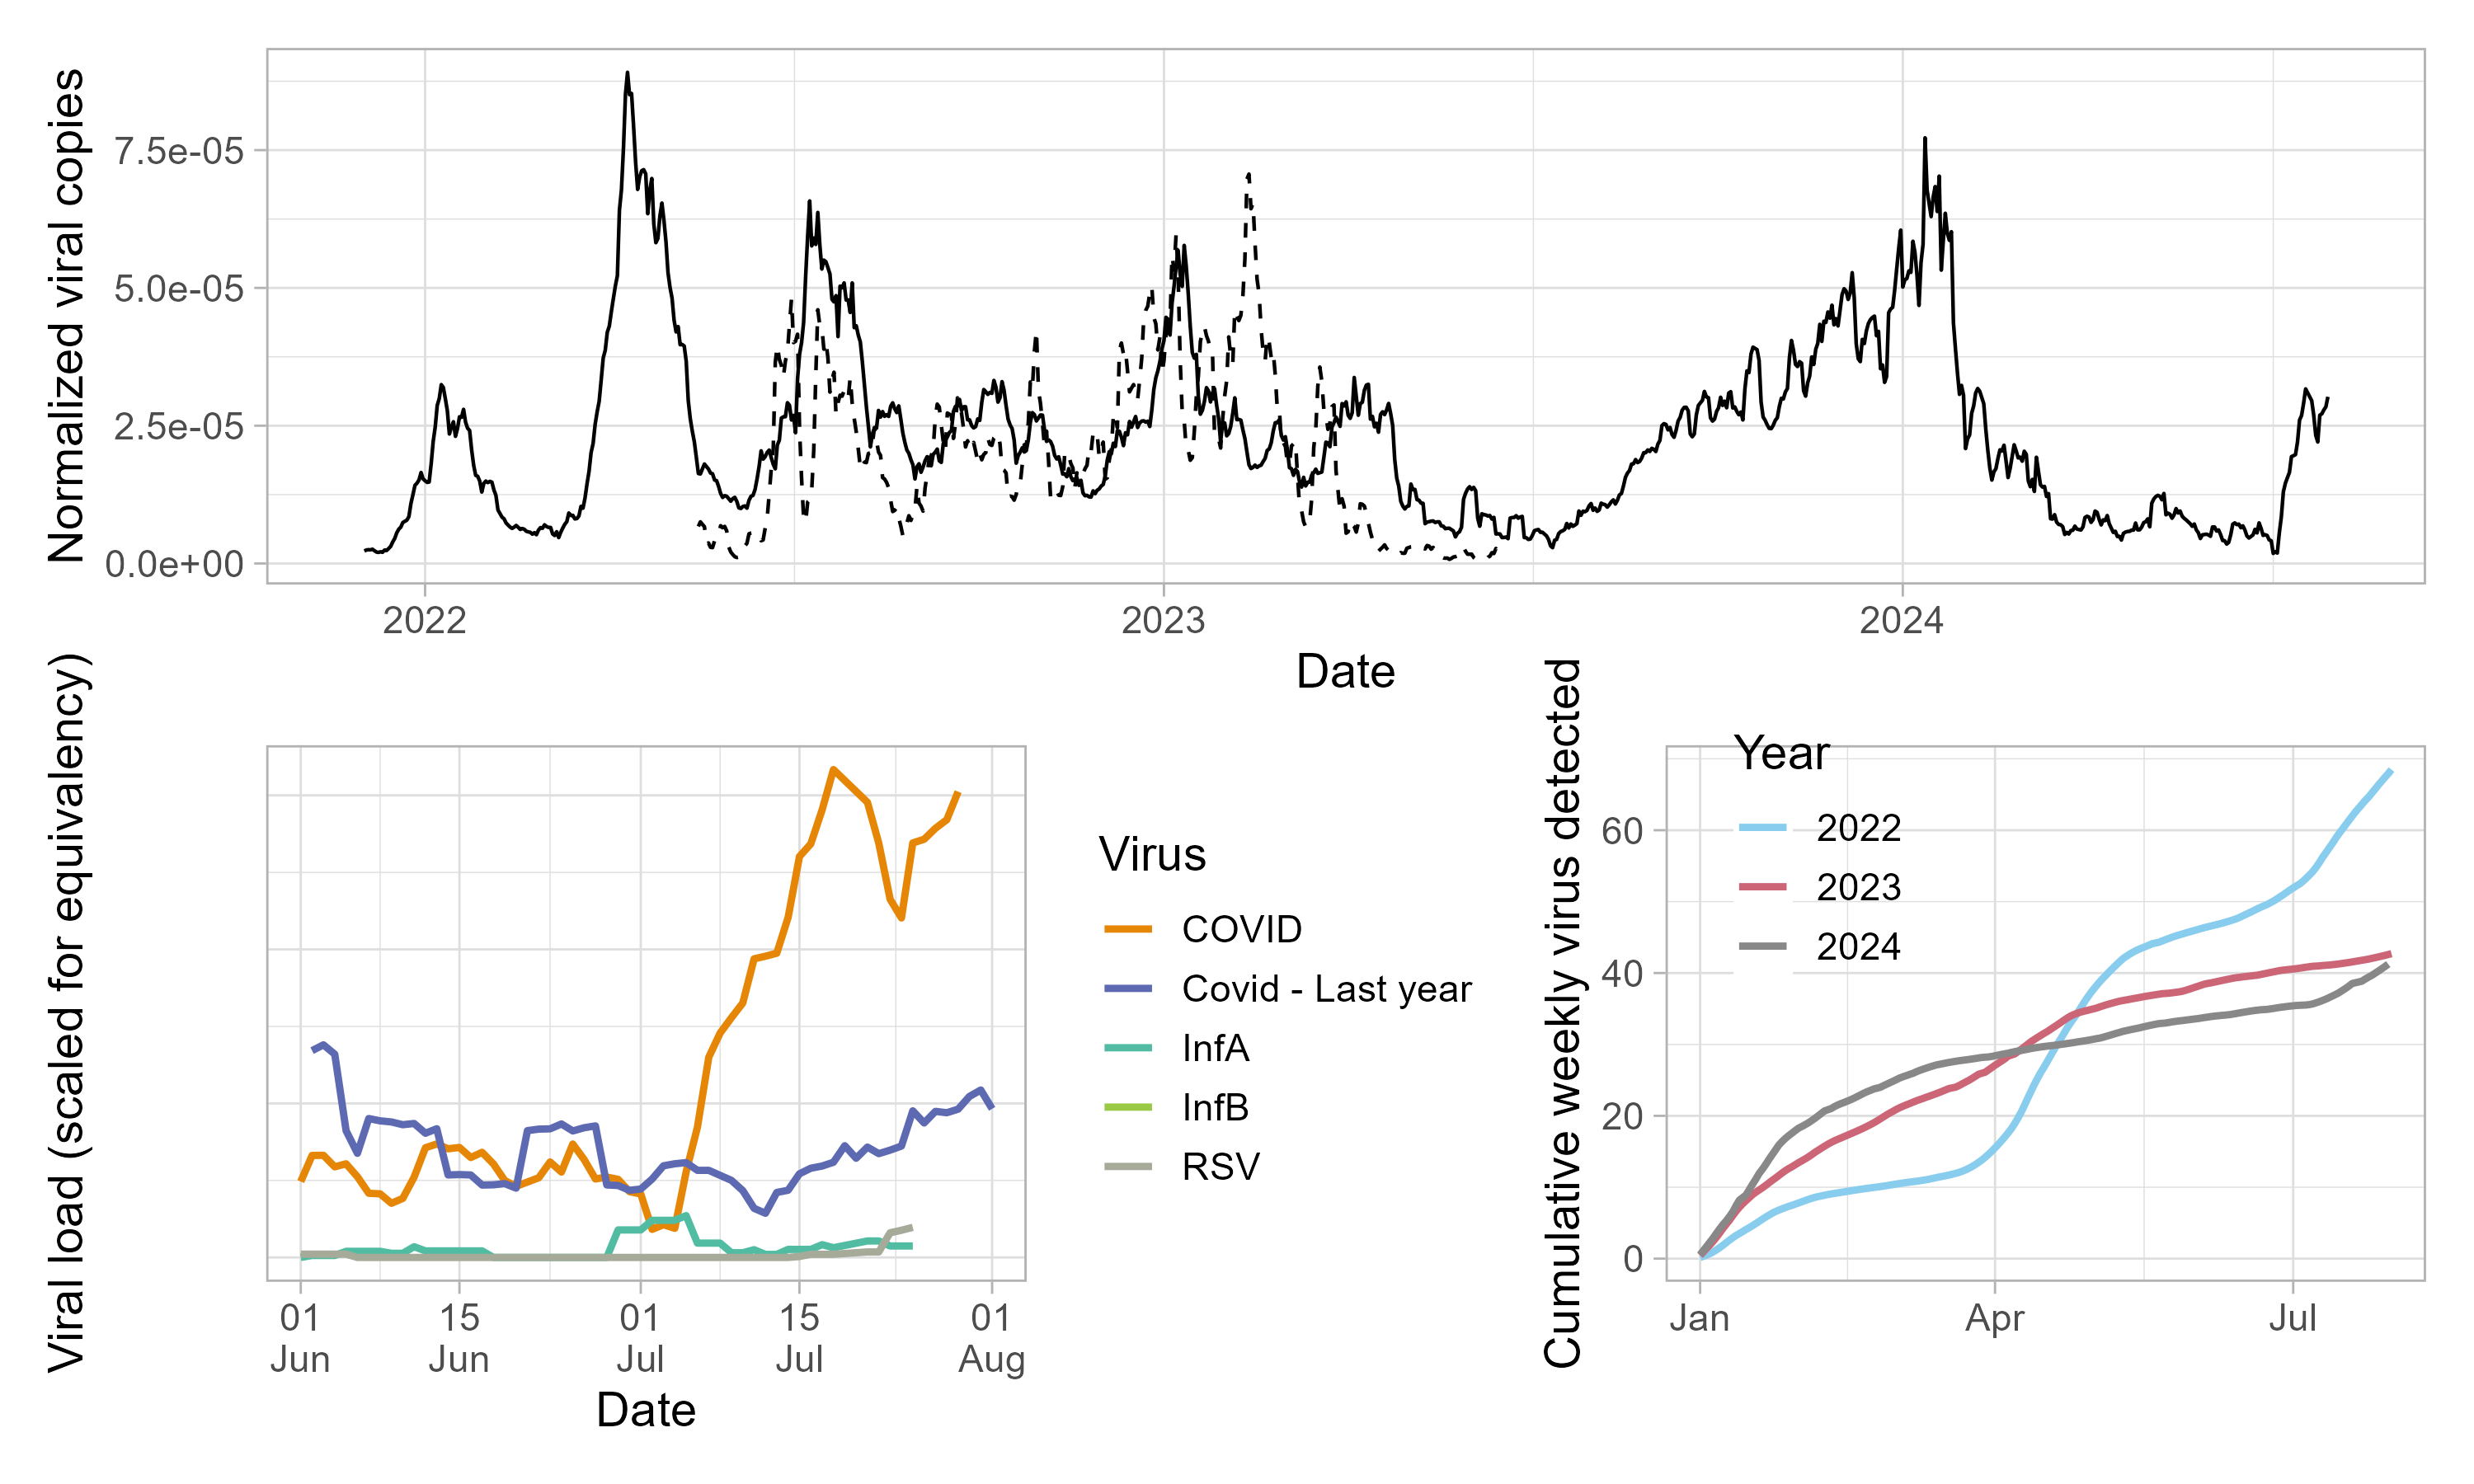 Normalized viral copies
7.5e-05
5.0e-05
2.5e-05
0.0e+00
2022
2023
2024
Date
Viral load (scaled for equivalency)
01
Jun
15
Jun
01
Jul
15
Jul
01
Aug
Date
Virus
COVID
Covid - Last year
InfA
InfB
RSV
Cumulative weekly virus detected
60
40
20
0
Year
2022
2023
2024
Jan
Apr
Jul